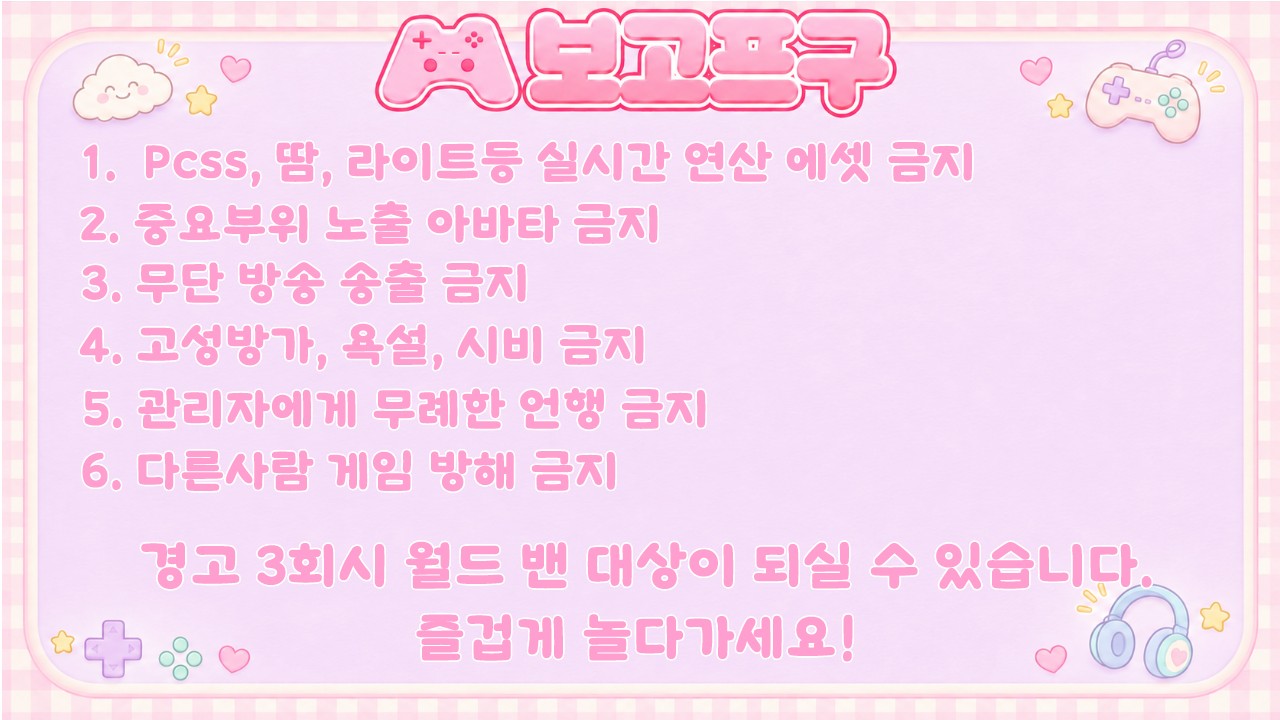 보고프구
1. Pcss, 땀, 라이트등 실시간 연산 에셋 금지
2. 중요부위 노출 아바타 금지
3. 무단 방송 송출 금지
4. 고성방가, 욕설, 시비 금지
5. 관리자에게 무례한 언행 금지
6. 다른사람 게임 방해 금지
경고 3회시 월드 밴 대상이 되실 수 있습니다.
즐겁게 놀다가세요!